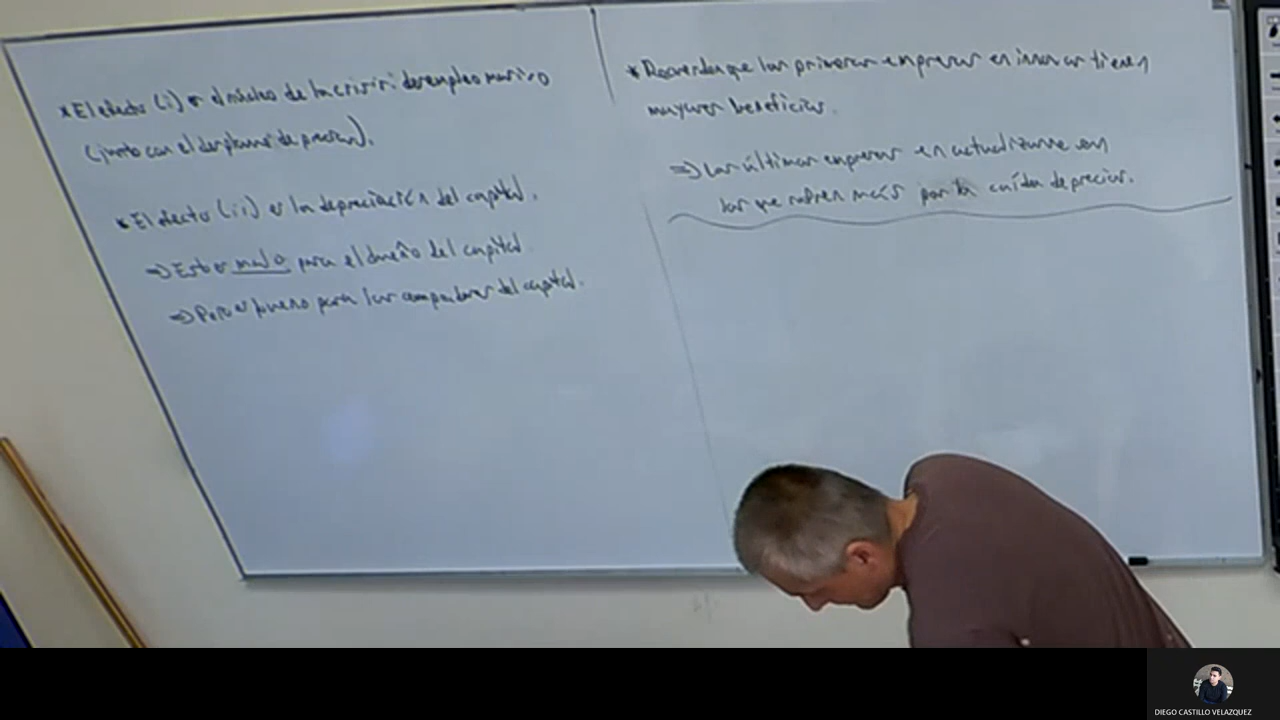 * El efecto (i) es el núcleo de la crisis: desempleo masivo
(junto con el desplome de precios).
* El efecto (ii) es la depreciación del capital.
⇒ Esto es malo para el dueño del capital
⇒ Pero es bueno para los compradores del capital.
* Recuerden que las primeras empresas en innovar tienen
mayores beneficios.
⇒ Las últimas empresas en actualizarse son
las que sufren más por la caída de precios.
DIEGO CASTILLO VELAZQUEZ